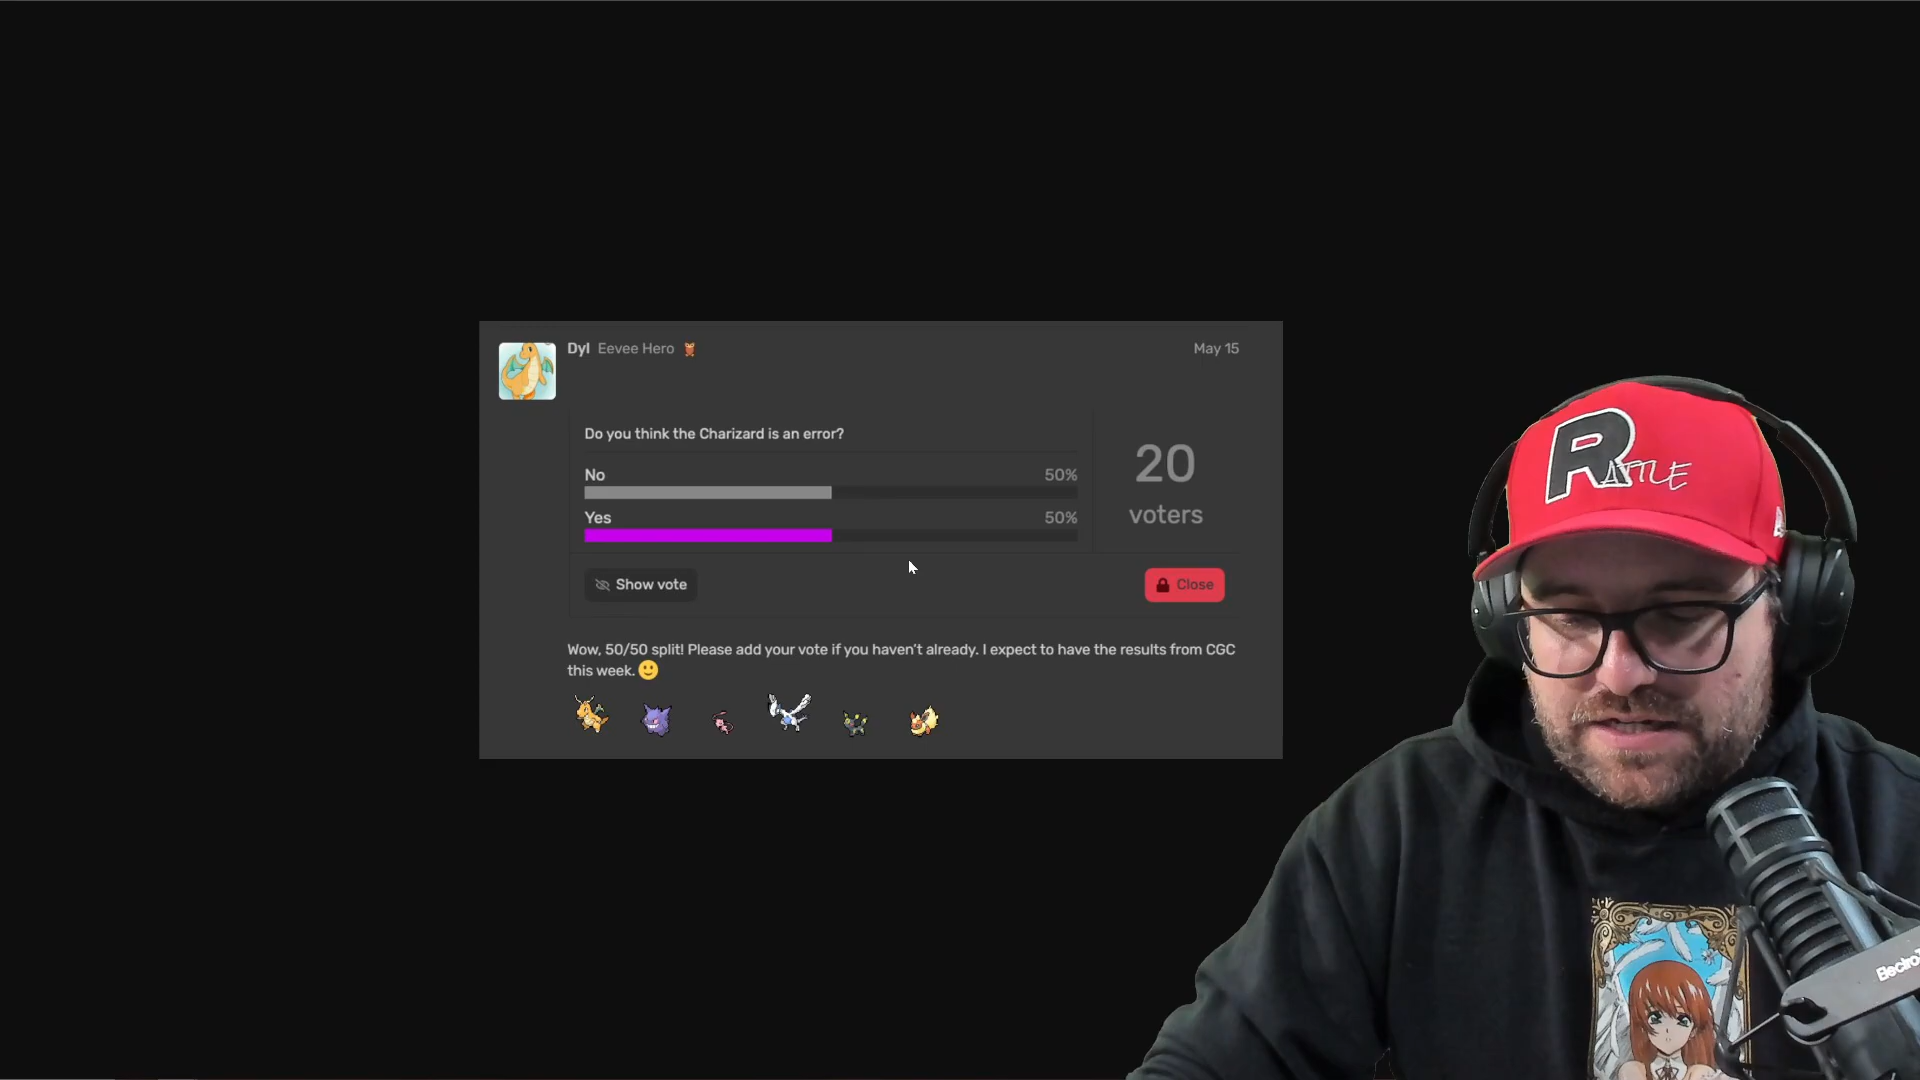 Dyl Eevee Hero
May 15
Do you think the Charizard is an error?
No 50%
Yes 50%
20
voters
Show vote
Close
Wow, 50/50 split! Please add your vote if you haven't already. I expect to have the results from CGC
this week.
RATTLE